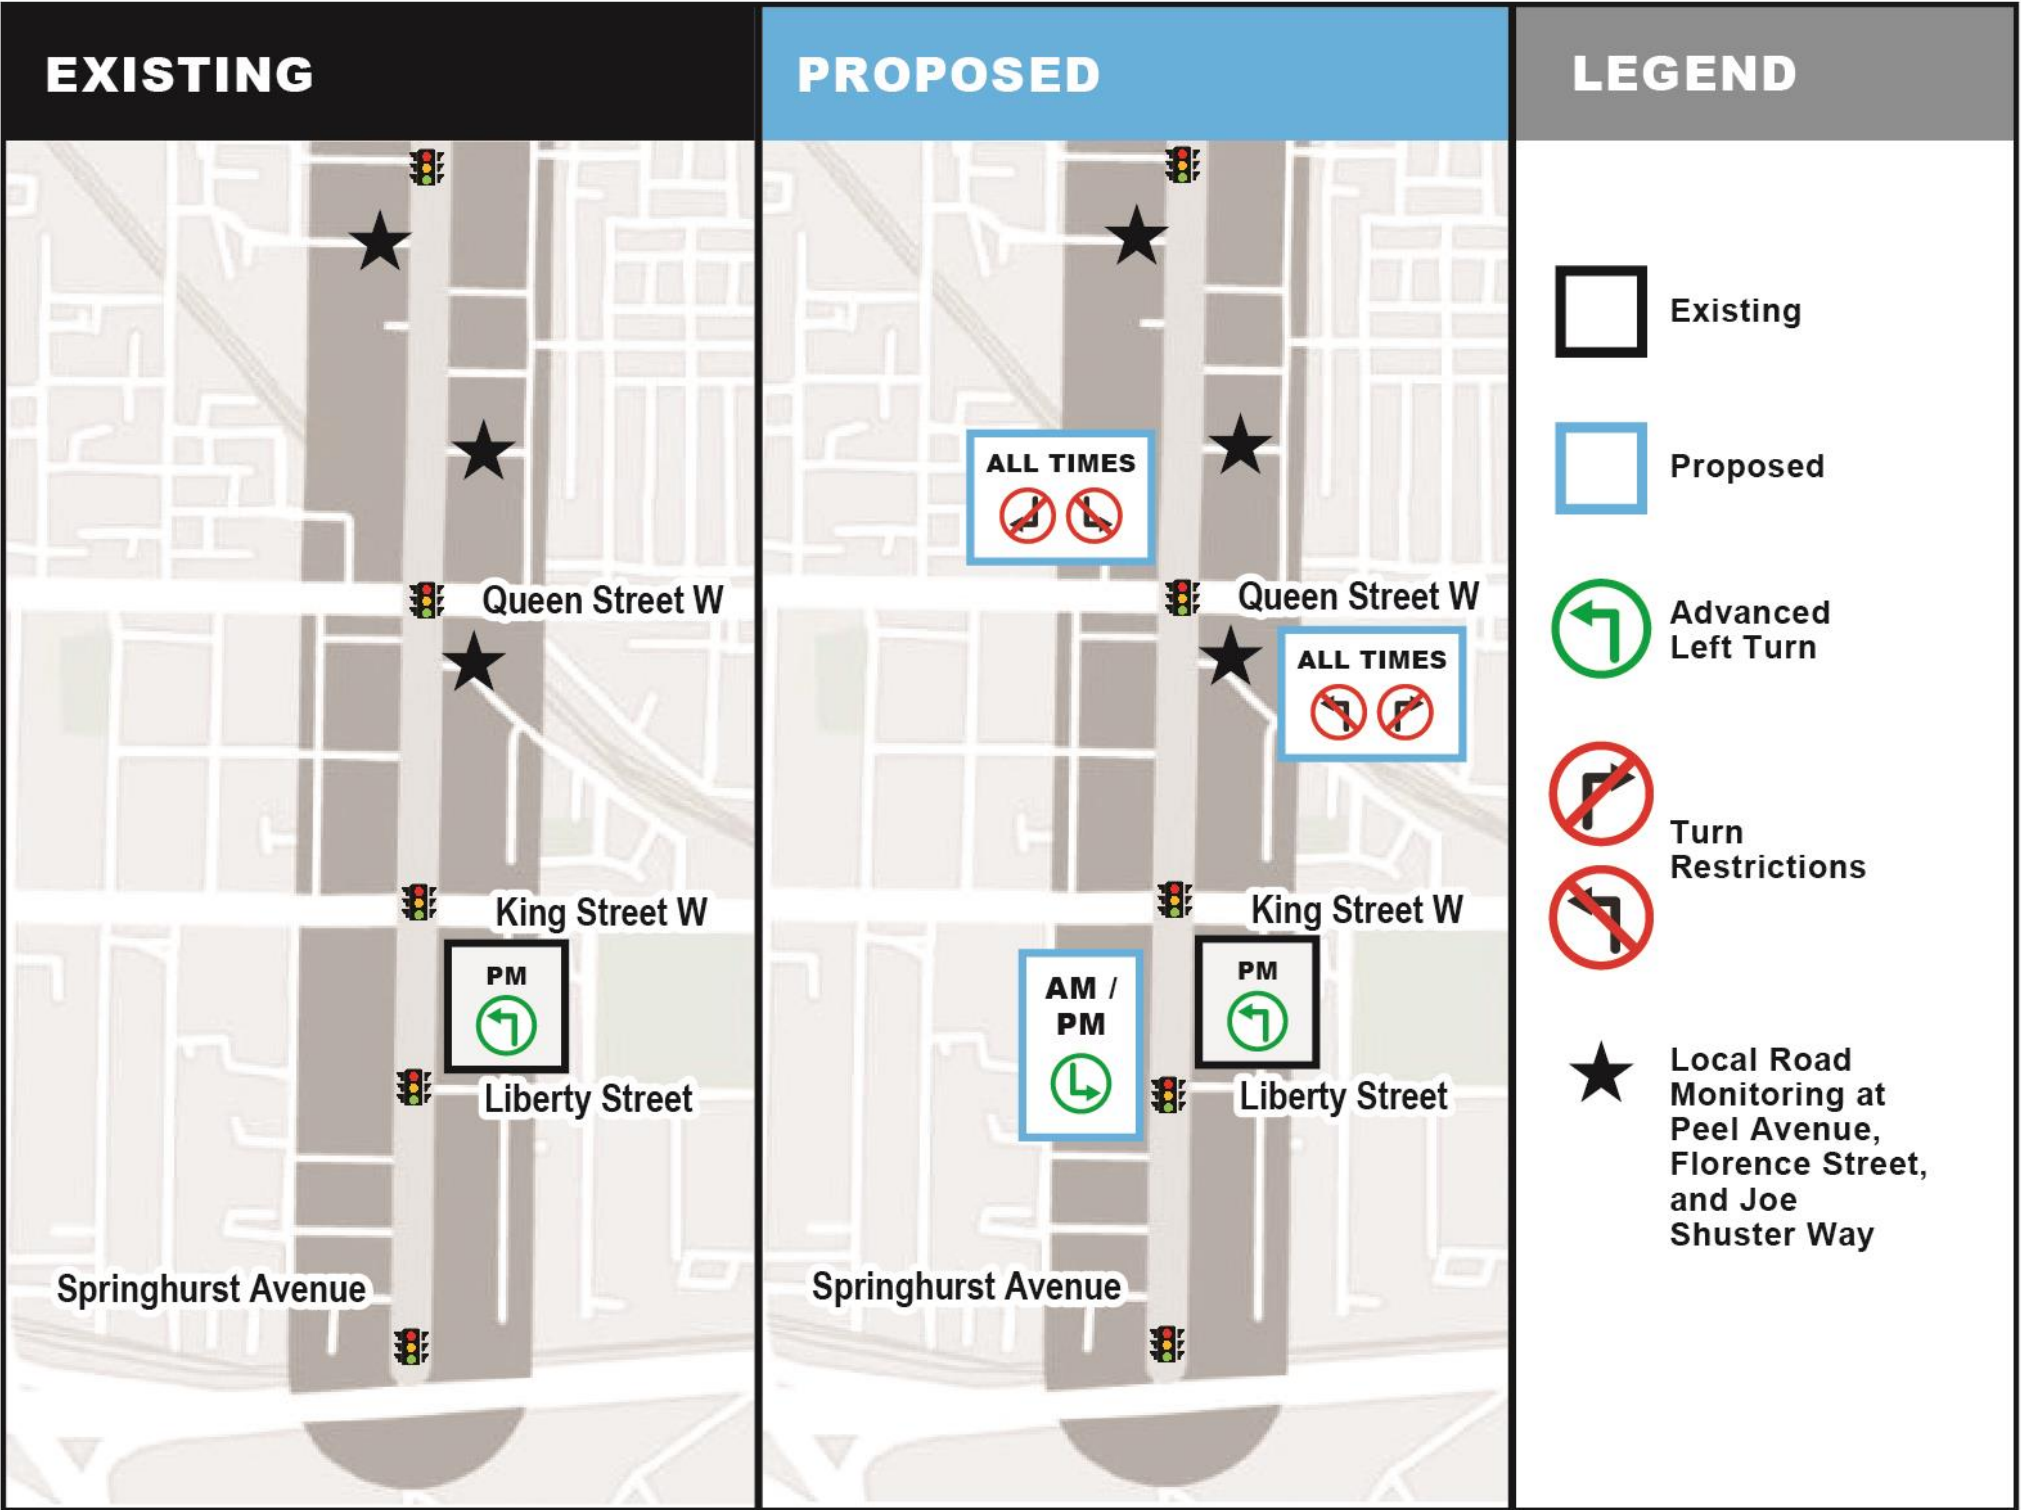 EXISTING
Queen Street W
King Street W
PM
Liberty Street
Springhurst Avenue
PROPOSED
ALL TIMES
Queen Street W
ALL TIMES
King Street W
AM /
PM
PM
Liberty Street
Springhurst Avenue
LEGEND
Existing
Proposed
Advanced
Left Turn
Turn
Restrictions
Local Road
Monitoring at
Peel Avenue,
Florence Street,
and Joe
Shuster Way